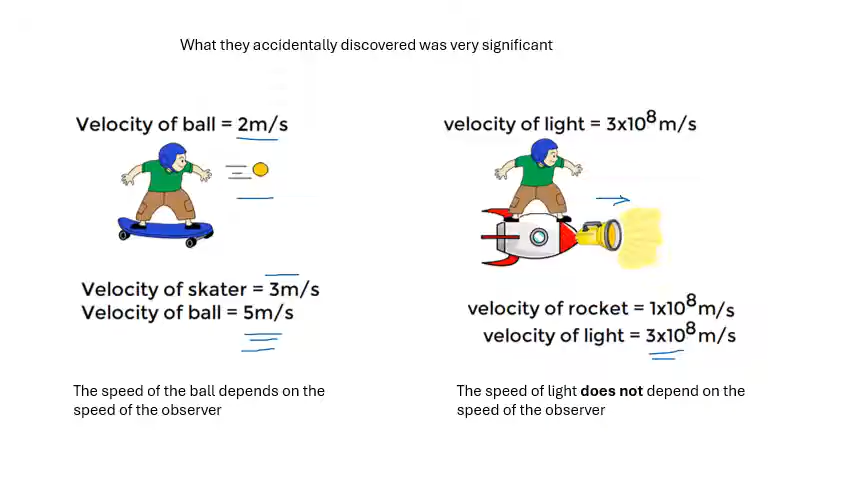 What they accidentally discovered was very significant
Velocity of ball = 2m/s
Velocity of skater = 3m/s
Velocity of ball = 5m/s
The speed of the ball depends on the
speed of the observer
velocity of light = 3x10⁸m/s
velocity of rocket = 1x10⁸m/s
velocity of light = 3x10⁸m/s
The speed of light does not depend on the
speed of the observer